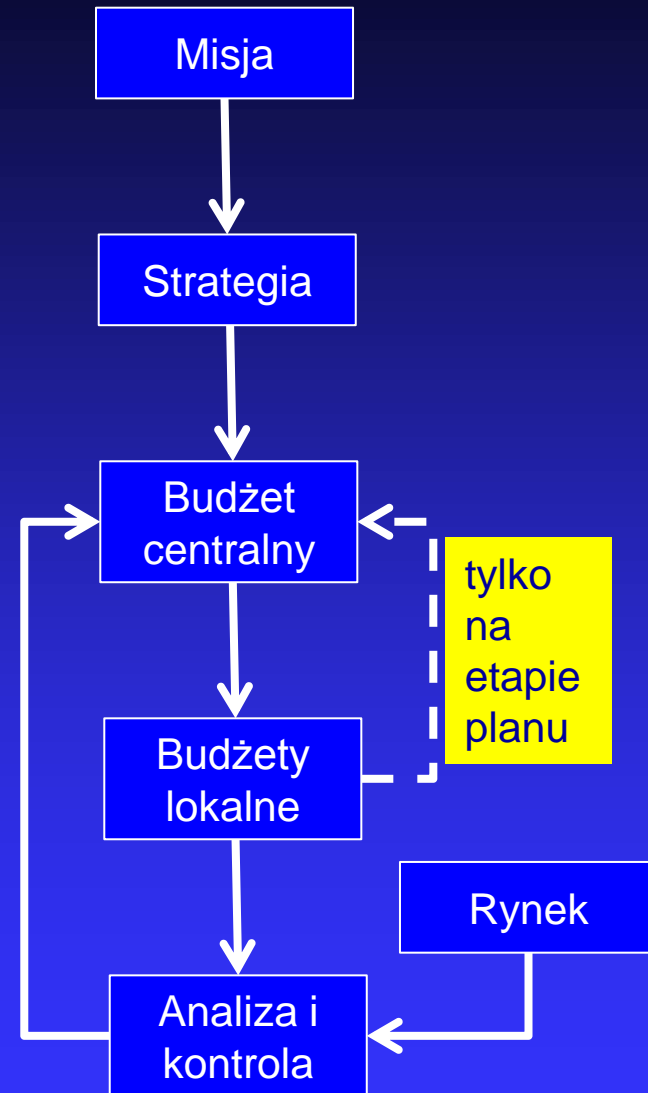 Misja
Strategia
Budżet
centralny
tylko
na
etapie
planu
Budżety
lokalne
Rynek
Analiza i
kontrola